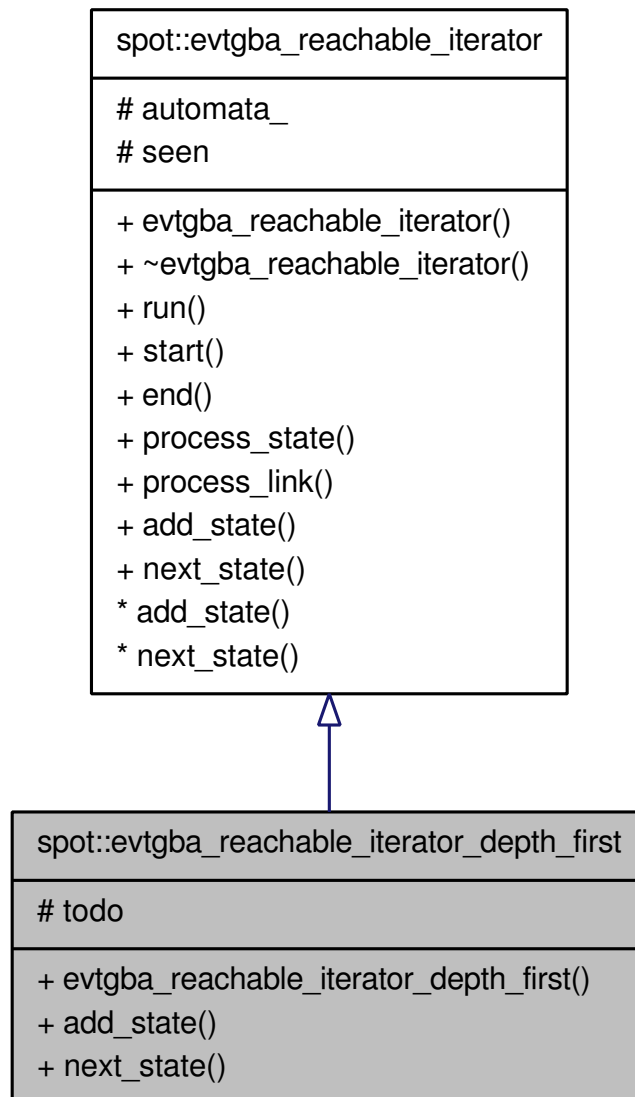 spot::evtgba_reachable_iterator
# automata_
# seen
+ evtgba_reachable_iterator()
+ ~evtgba_reachable_iterator()
+ run()
+ start()
+ end()
+ process_state()
+ process_link()
+ add_state()
+ next_state()
* add_state()
* next_state()
spot::evtgba_reachable_iterator_depth_first
# todo
+ evtgba_reachable_iterator_depth_first()
+ add_state()
+ next_state()